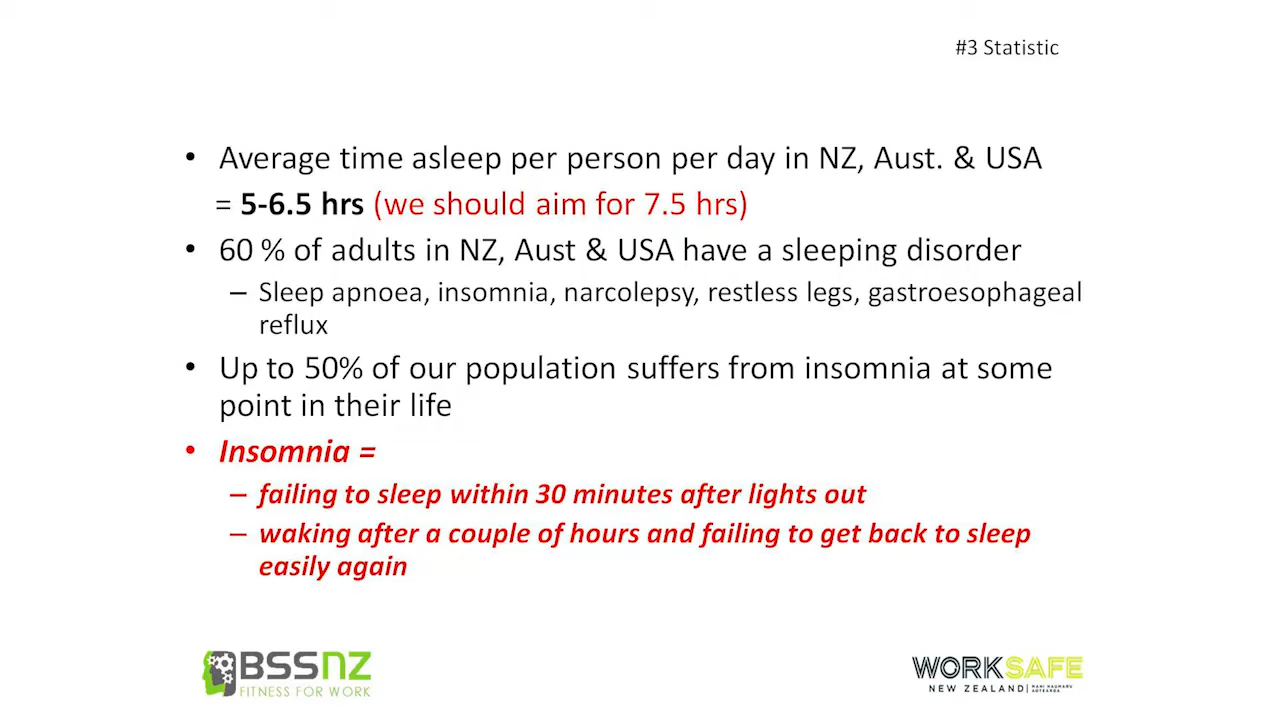 #3 Statistic
• Average time asleep per person per day in NZ, Aust. & USA
= 5-6.5 hrs (we should aim for 7.5 hrs)
• 60 % of adults in NZ, Aust & USA have a sleeping disorder
– Sleep apnoea, insomnia, narcolepsy, restless legs, gastroesophageal
reflux
• Up to 50% of our population suffers from insomnia at some
point in their life
• Insomnia =
– failing to sleep within 30 minutes after lights out
– waking after a couple of hours and failing to get back to sleep
easily again
BSSNZ
FITNESS FOR WORK
WORKSAFE
NEW ZEALAND | MAHI HAUMARU
AOTEAROA